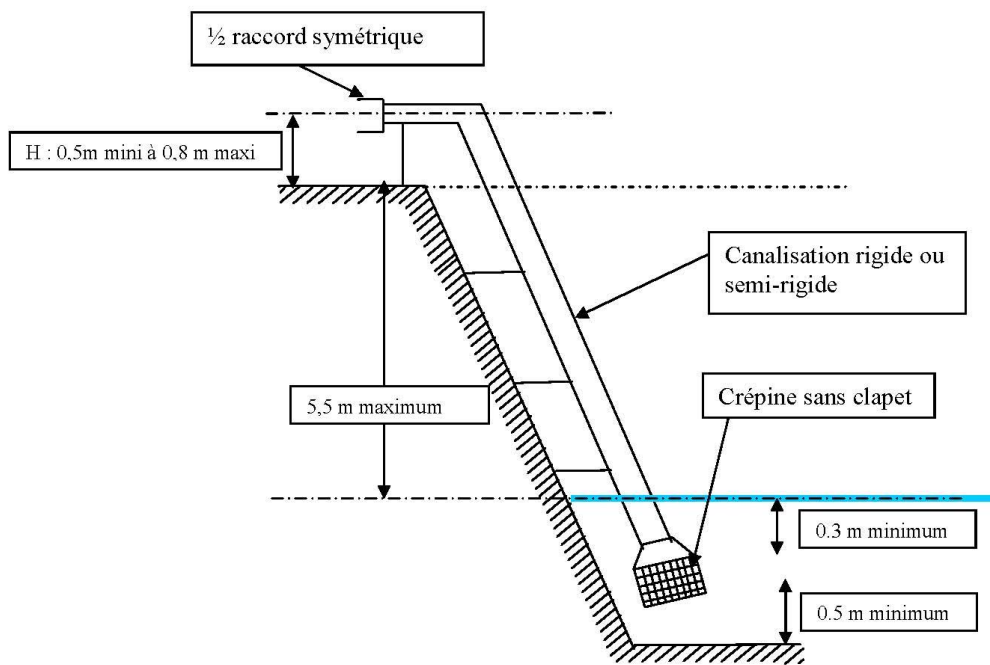 ½ raccord symétrique
H : 0,5m mini à 0,8 m maxi
Canalisation rigide ou
semi-rigide
Crépine sans clapet
5,5 m maximum
0.3 m minimum
0.5 m minimum